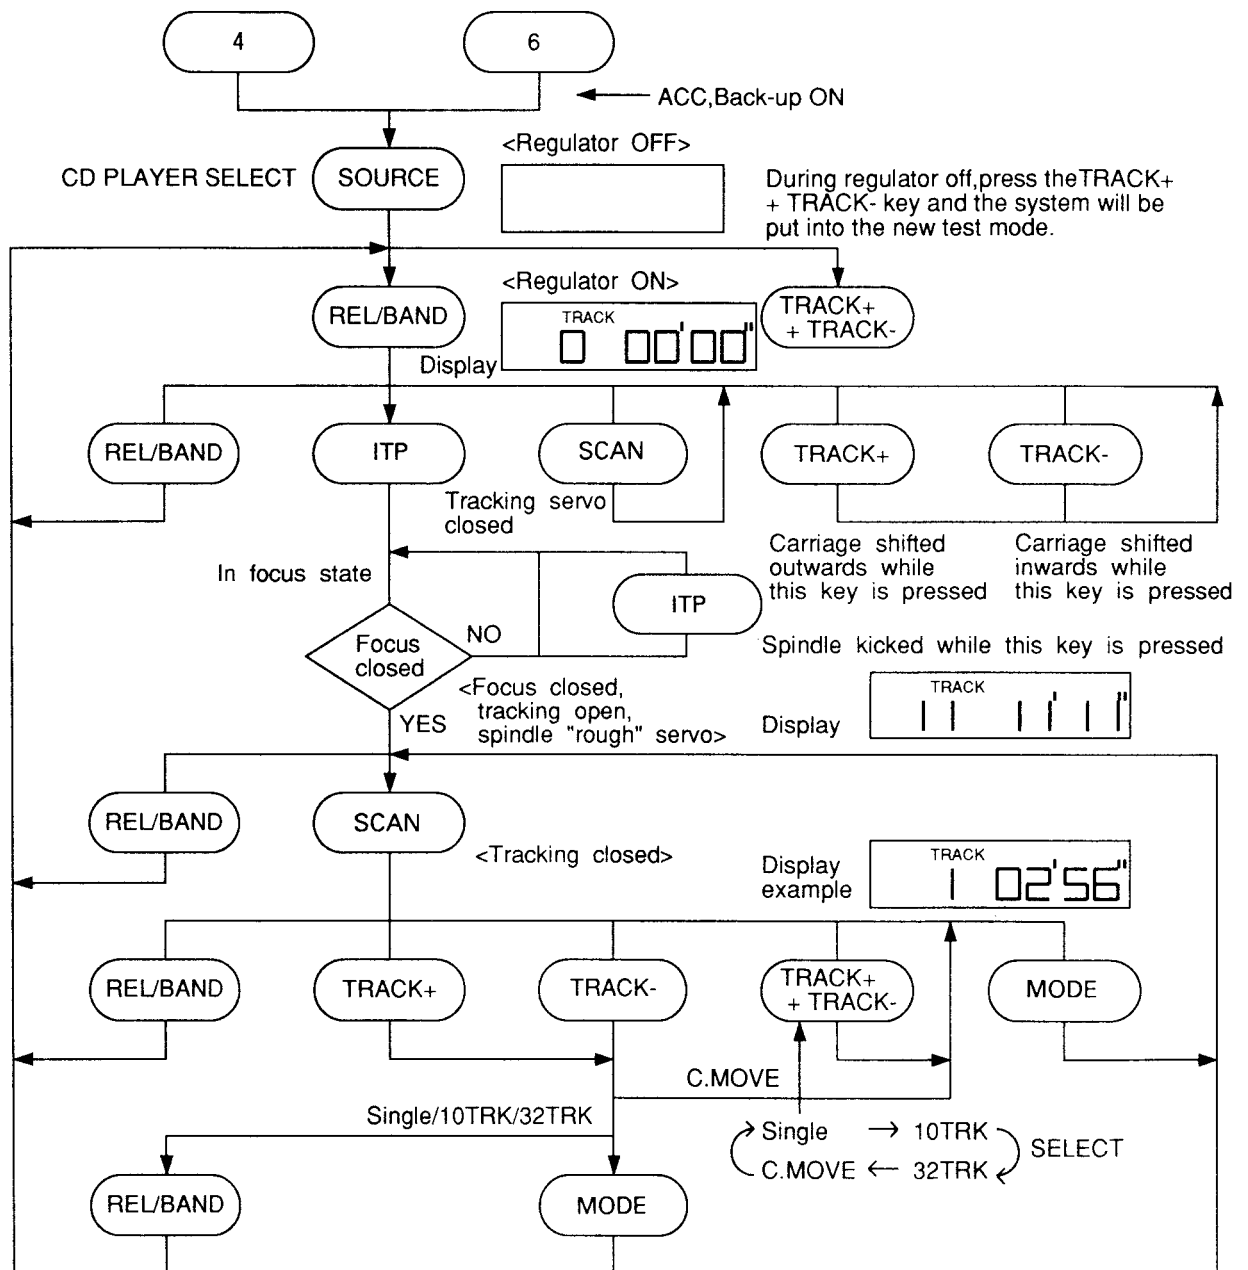 4
6
ACC,Back-up ON
<Regulator OFF>
CD PLAYER SELECT
SOURCE
During regulator off,press theTRACK+
+ TRACK- key and the system will be
put into the new test mode.
<Regulator ON>
REL/BAND
TRACK
0 00'00"
TRACK+
+ TRACK-
Display
REL/BAND
ITP
SCAN
TRACK+
TRACK-
Tracking servo
closed
Carriage shifted
outwards while
this key is pressed
Carriage shifted
inwards while
this key is pressed
In focus state
ITP
Focus
closed
NO
Spindle kicked while this key is pressed
<Focus closed,
tracking open,
spindle "rough" servo>
YES
Display
TRACK
11 11'11"
REL/BAND
SCAN
<Tracking closed>
Display
example
TRACK
1 02'56"
REL/BAND
TRACK+
TRACK-
TRACK+
+ TRACK-
MODE
C.MOVE
Single/10TRK/32TRK
Single → 10TRK
C.MOVE ← 32TRK
SELECT
REL/BAND
MODE